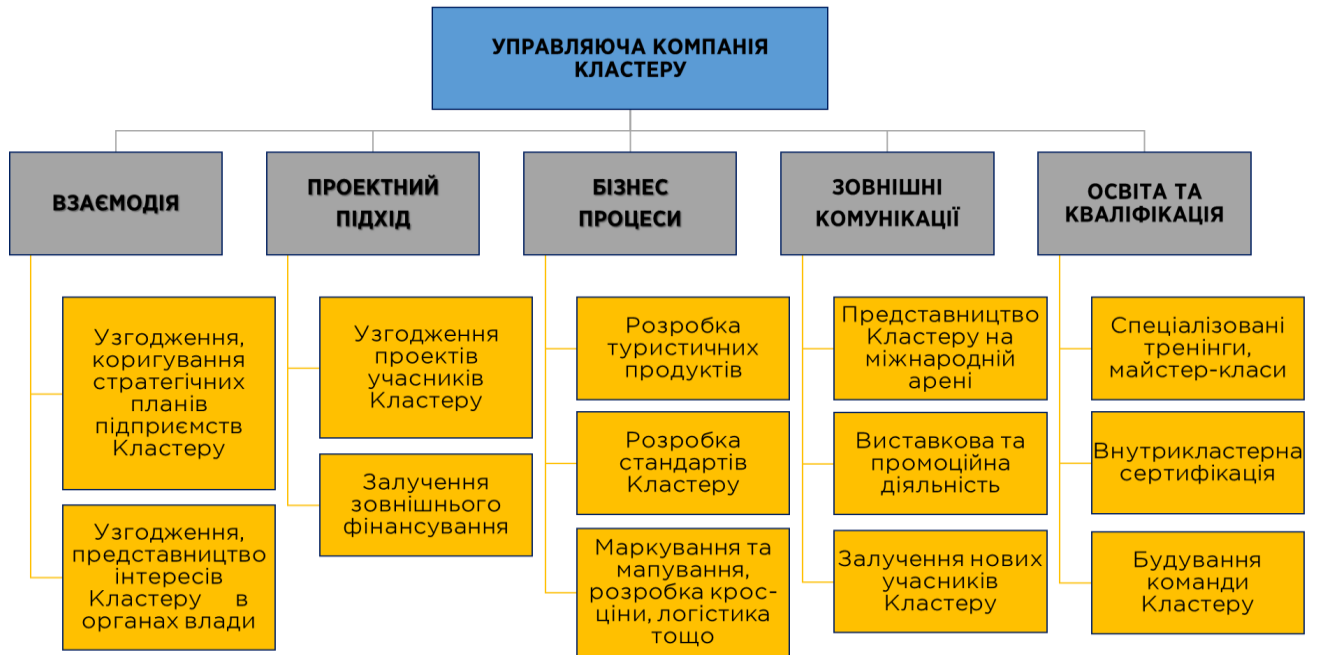 УПРАВЛЯЮЧА КОМПАНІЯ
КЛАСТЕРУ
ВЗАЄМОДІЯ
Узгодження,
коригування
стратегічних
планів
підприємств
Кластеру
Узгодження,
представництво
інтересів
Кластеру в
органах влади
ПРОЕКТНИЙ
ПІДХІД
Узгодження
проектів
учасників
Кластеру
Залучення
зовнішнього
фінансування
БІЗНЕС
ПРОЦЕСИ
Розробка
туристичних
продуктів
Розробка
стандартів
Кластеру
Маркування та
мапування,
розробка крос-
ціни, логістика
тощо
ЗОВНІШНІ
КОМУНІКАЦІЇ
Представництво
Кластеру на
міжнародній
арені
Виставкова та
промоційна
діяльність
Залучення нових
учасників
Кластеру
ОСВІТА ТА
КВАЛІФІКАЦІЯ
Спеціалізовані
тренінги,
майстер-класи
Внутрикластерна
сертифікація
Будування
команди
Кластеру